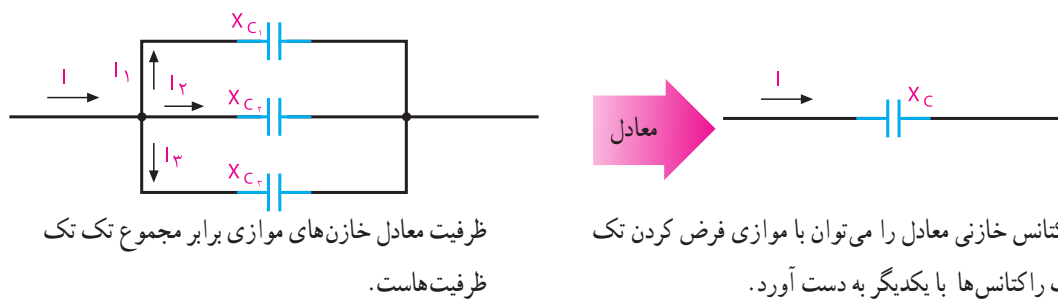 X C۱
I I۱ I۲
X C۲
I۳
X C۳
معادل
I
X C
راکتانس‌ها با یکدیگر به دست آورد.
خازنی معادل را می‌توان با موازی فرض کردن تک
ظرفیت معادل خازن‌های موازی برابر مجموع تک تک
ظرفیت‌هاست.